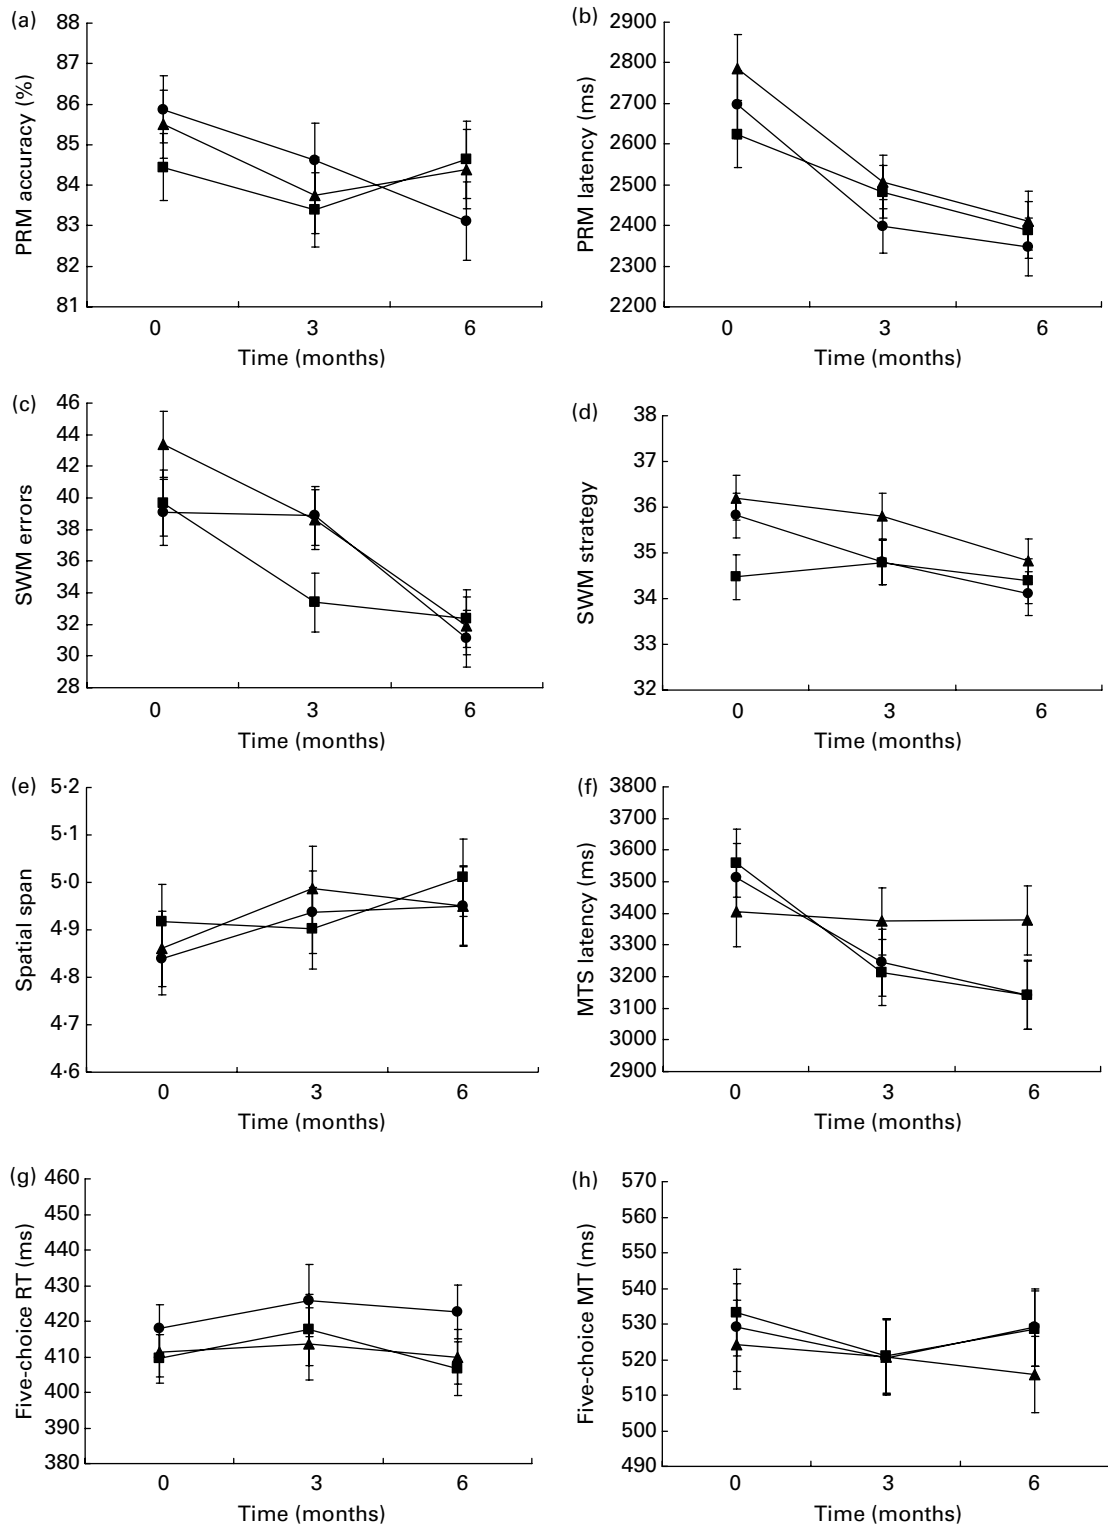 (a)
88
87
86
85
84
83
82
81
PRM accuracy (%)
0 3 6
Time (months)
(b)
2900
2800
2700
2600
2500
2400
2300
2200
PRM latency (ms)
0 3 6
Time (months)
(c)
46
44
42
40
38
36
34
32
30
28
SWM errors
0 3 6
Time (months)
(d)
38
37
36
35
34
33
32
SWM strategy
0 3 6
Time (months)
(e)
5·2
5·1
5·0
4·9
4·8
4·7
4·6
Spatial span
0 3 6
Time (months)
(f)
3800
3700
3600
3500
3400
3300
3200
3100
3000
2900
MTS latency (ms)
0 3 6
Time (months)
(g)
460
450
440
430
420
410
400
390
380
Five-choice RT (ms)
0 3 6
Time (months)
(h)
570
560
550
540
530
520
510
500
490
Five-choice MT (ms)
0 3 6
Time (months)